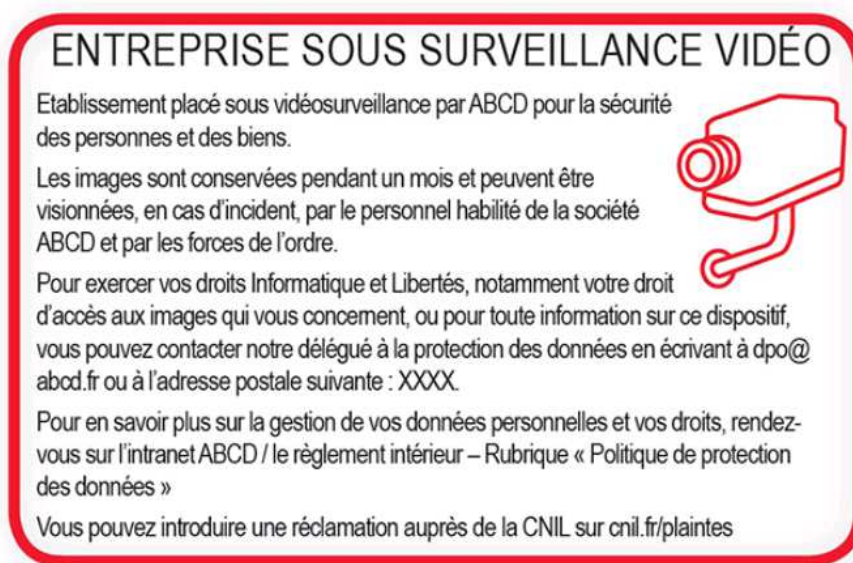 ENTREPRISE SOUS SURVEILLANCE VIDÉO
Etablissement placé sous vidéosurveillance par ABCD pour la sécurité
des personnes et des biens.
Les images sont conservées pendant un mois et peuvent être
visionnées, en cas d'incident, par le personnel habilité de la société
ABCD et par les forces de l'ordre.
Pour exercer vos droits Informatique et Libertés, notamment votre droit
d'accès aux images qui vous concernent, ou pour toute information sur ce dispositif,
vous pouvez contacter notre délégué à la protection des données en écrivant à dpo@
abcd.fr ou à l'adresse postale suivante : XXXX.
Pour en savoir plus sur la gestion de vos données personnelles et vos droits, rendez-
vous sur l'intranet ABCD / le règlement intérieur – Rubrique « Politique de protection
des données »
Vous pouvez introduire une réclamation auprès de la CNIL sur cnil.fr/plaintes